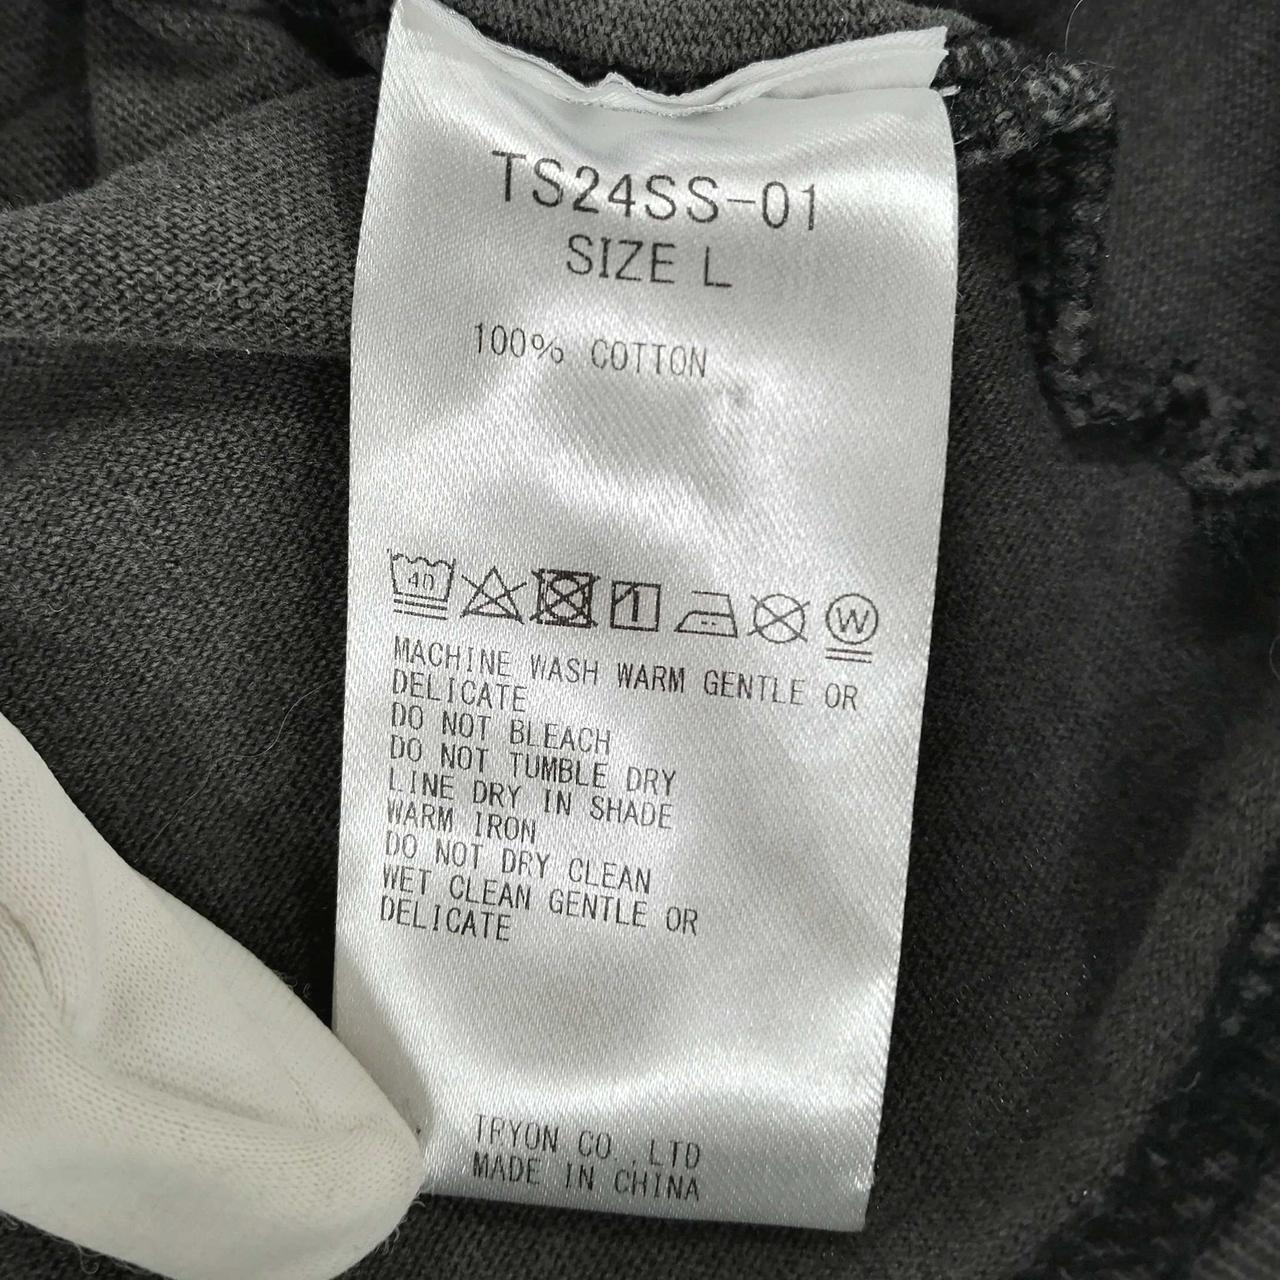 TS24SS-01
SIZE L
100% COTTON
40
W
MACHINE WASH WARM GENTLE OR
DELICATE
DO NOT BLEACH
DO NOT TUMBLE DRY
LINE DRY IN SHADE
WARM IRON
DO NOT DRY CLEAN
WET CLEAN GENTLE OR
DELICATE
TRYON CO.,LTD
MADE IN CHINA